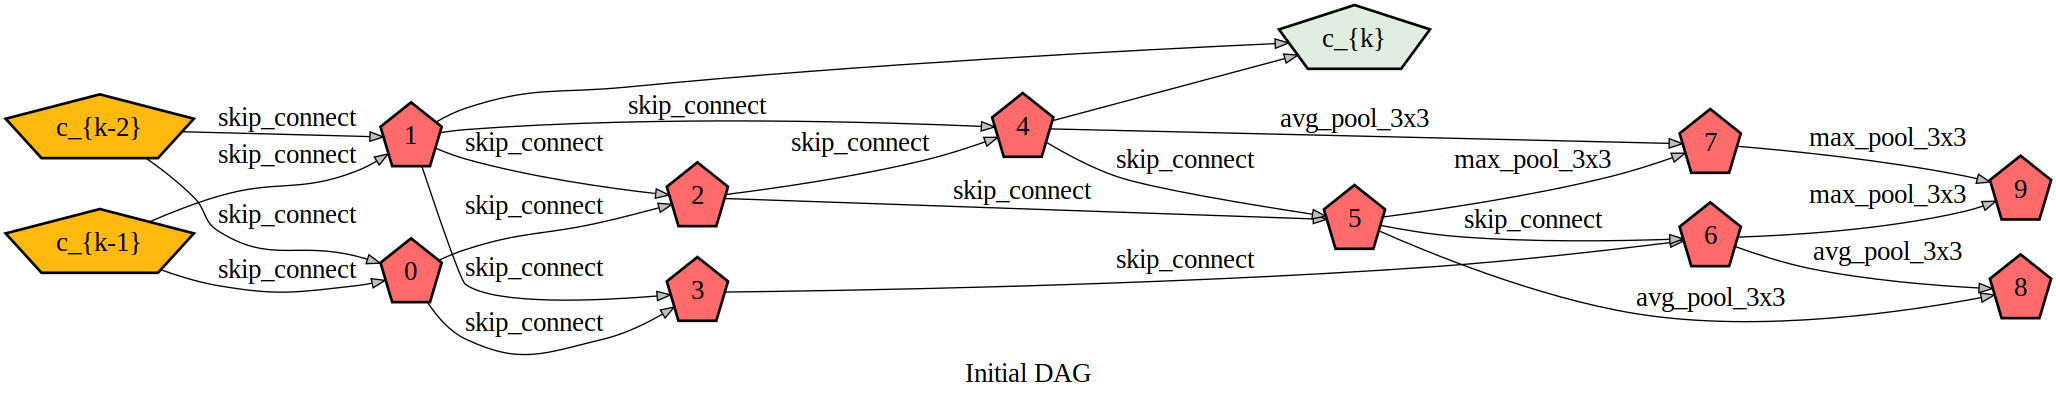 c_{k}
skip_connect
c_{k-2}
skip_connect
4
avg_pool_3x3
1
skip_connect
skip_connect
7
max_pool_3x3
skip_connect
skip_connect
max_pool_3x3
2
skip_connect
9
max_pool_3x3
skip_connect
skip_connect
5
skip_connect
c_{k-1}
6
avg_pool_3x3
skip_connect
0
skip_connect
skip_connect
3
8
avg_pool_3x3
skip_connect
Initial DAG